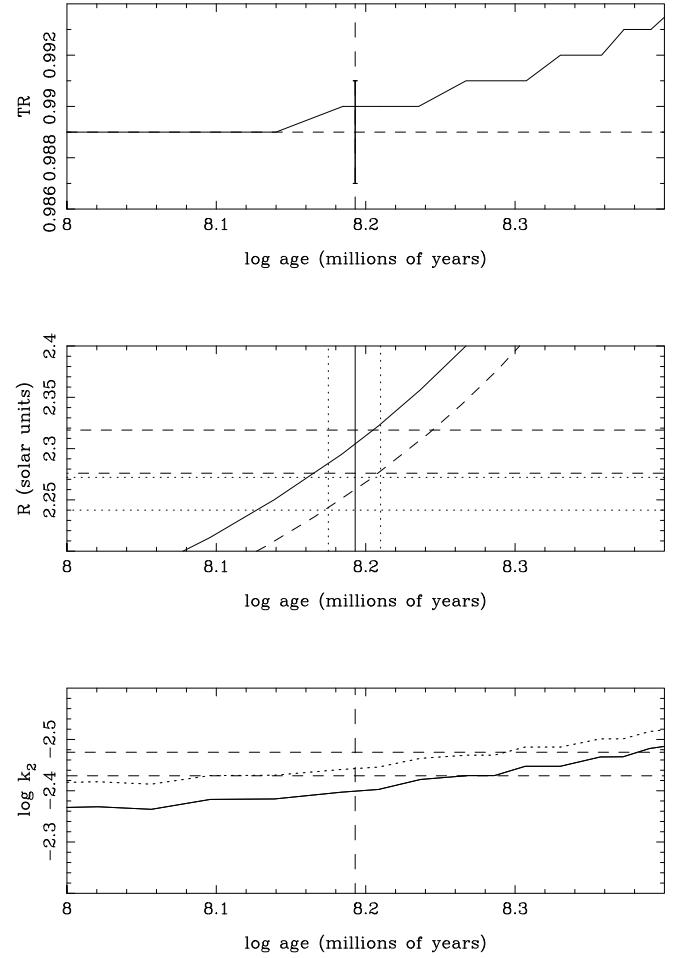 TR
0.986 0.988 0.99 0.992
8 8.1 8.2 8.3
log age (millions of years)
R (solar units)
2.25 2.3 2.35 2.4
8 8.1 8.2 8.3
log age (millions of years)
log k2
−2.3 −2.4 −2.5
8 8.1 8.2 8.3
log age (millions of years)